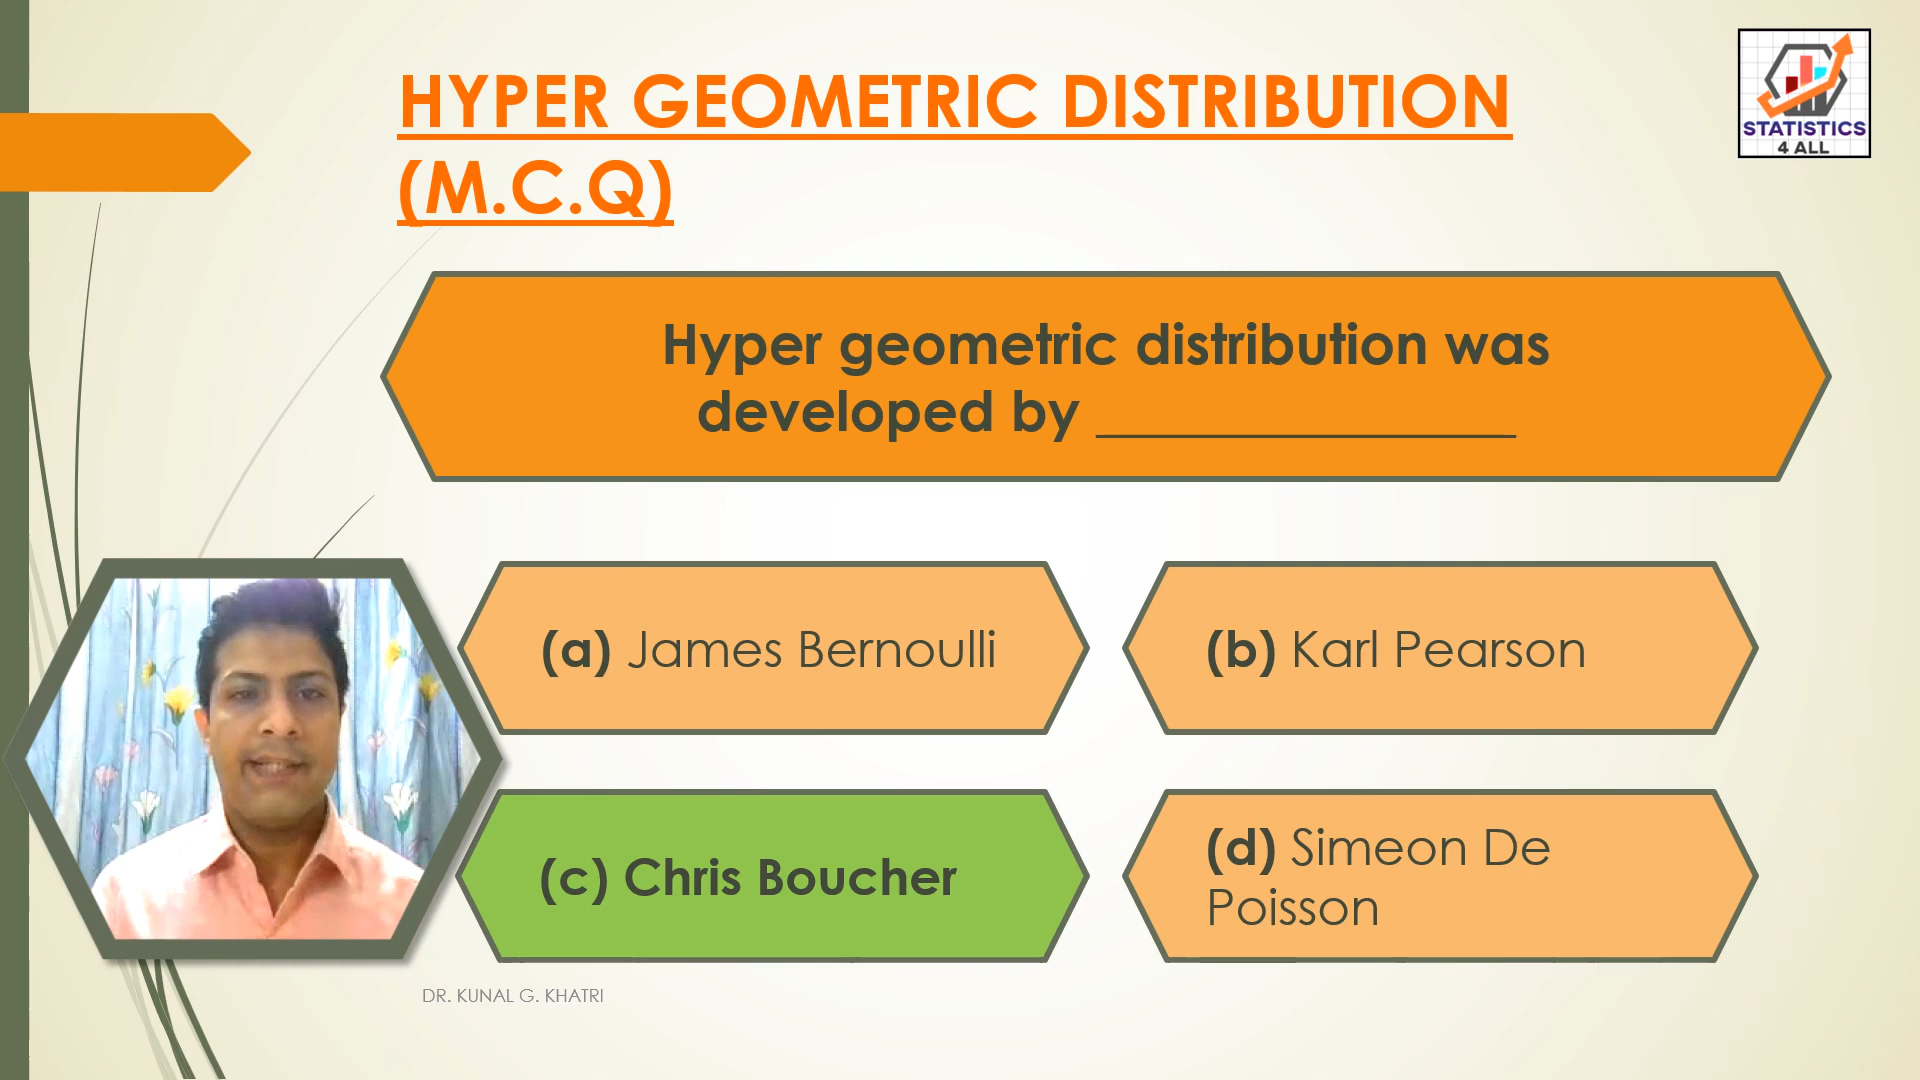 HYPER GEOMETRIC DISTRIBUTION
(M.C.Q)
STATISTICS
4 ALL
Hyper geometric distribution was
developed by _______________
(a) James Bernoulli
(b) Karl Pearson
(c) Chris Boucher
(d) Simeon De
Poisson
DR. KUNAL G. KHATRI